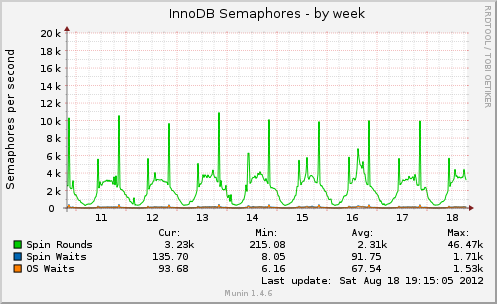 InnoDB Semaphores - by week
RRDTOOL / TOBI OETIKER
Semaphores per second
20 k
18 k
16 k
14 k
12 k
10 k
8 k
6 k
4 k
2 k
0
11 12 13 14 15 16 17 18
Cur: Min: Avg: Max:
Spin Rounds 3.23k 215.08 2.31k 46.47k
Spin Waits 135.70 8.05 91.75 1.71k
OS Waits 93.68 6.16 67.54 1.53k
Last update: Sat Aug 18 19:15:05 2012
Munin 1.4.6